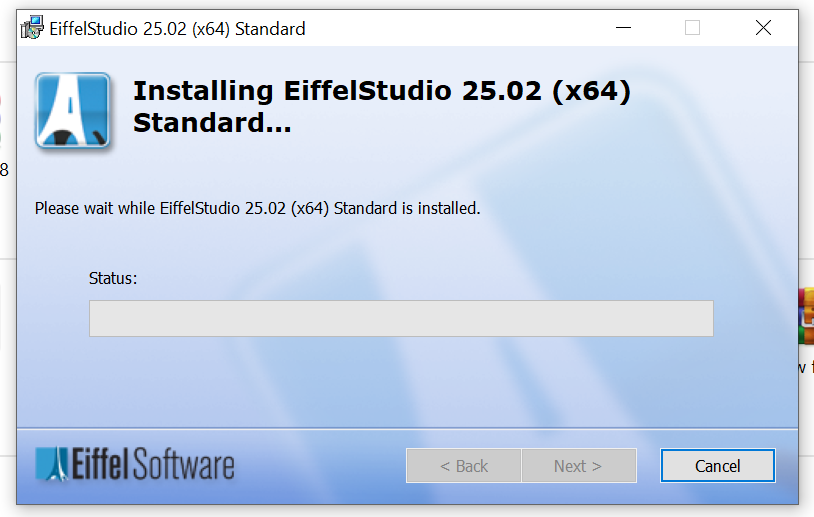 EiffelStudio 25.02 (x64) Standard
Installing EiffelStudio 25.02 (x64)
Standard...
8
Please wait while EiffelStudio 25.02 (x64) Standard is installed.
Status:
Eiffel Software
< Back
Next >
Cancel